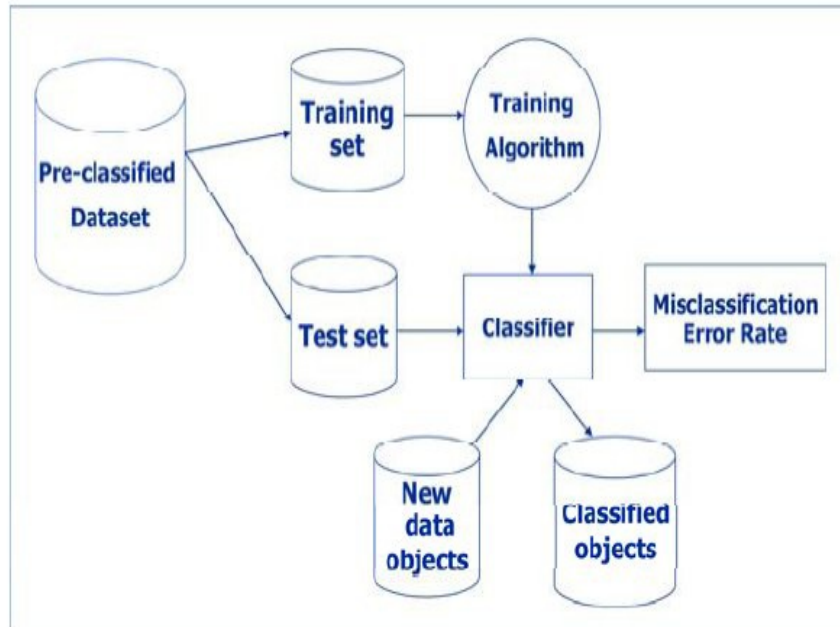 Pre-classified
Dataset
Training
set
Training
Algorithm
Test set
Classifier
Misclassification
Error Rate
New
data
objects
Classified
objects